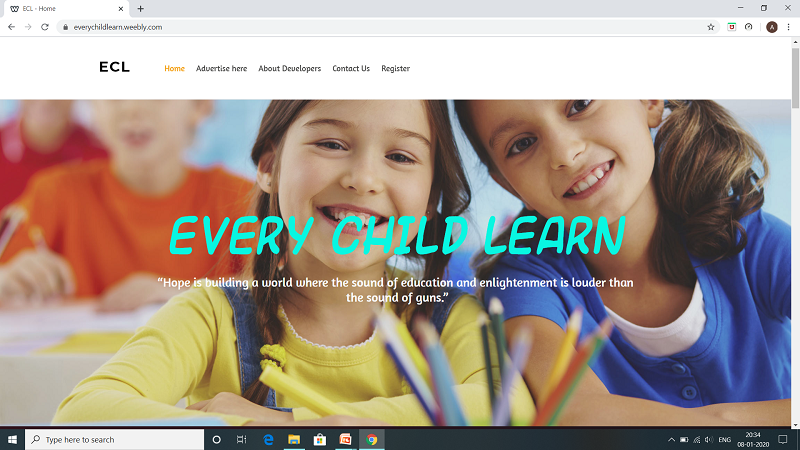 ECL - Home
everychildlearn.weebly.com
A
ECL
Home Advertise here About Developers Contact Us Register
EVERY CHILD LEARN
“Hope is building a world where the sound of education and enlightenment is louder than
the sound of guns.”
Type here to search
ENG
20:34
08-01-2020